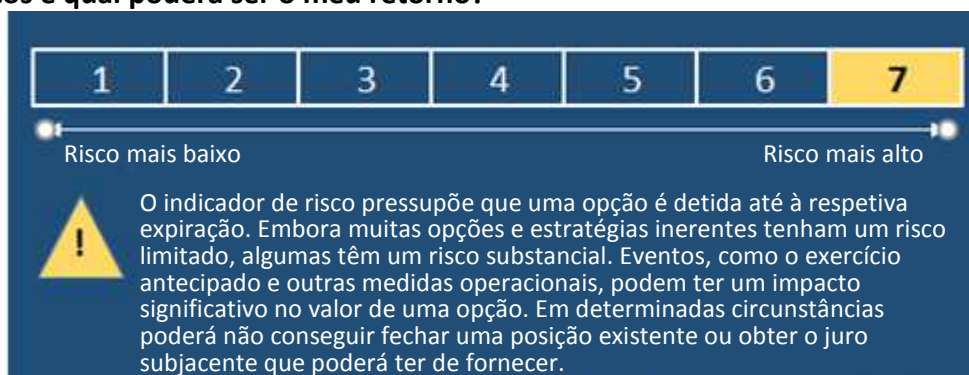 os e qual poderá ser o meu retorno?
1 2 3 4 5 6 7
Risco mais baixo Risco mais alto
O indicador de risco pressupõe que uma opção é detida até à respetiva
expiração. Embora muitas opções e estratégias inerentes tenham um risco
limitado, algumas têm um risco substancial. Eventos, como o exercício
antecipado e outras medidas operacionais, podem ter um impacto
significativo no valor de uma opção. Em determinadas circunstâncias
poderá não conseguir fechar uma posição existente ou obter o juro
subjacente que poderá ter de fornecer.
!